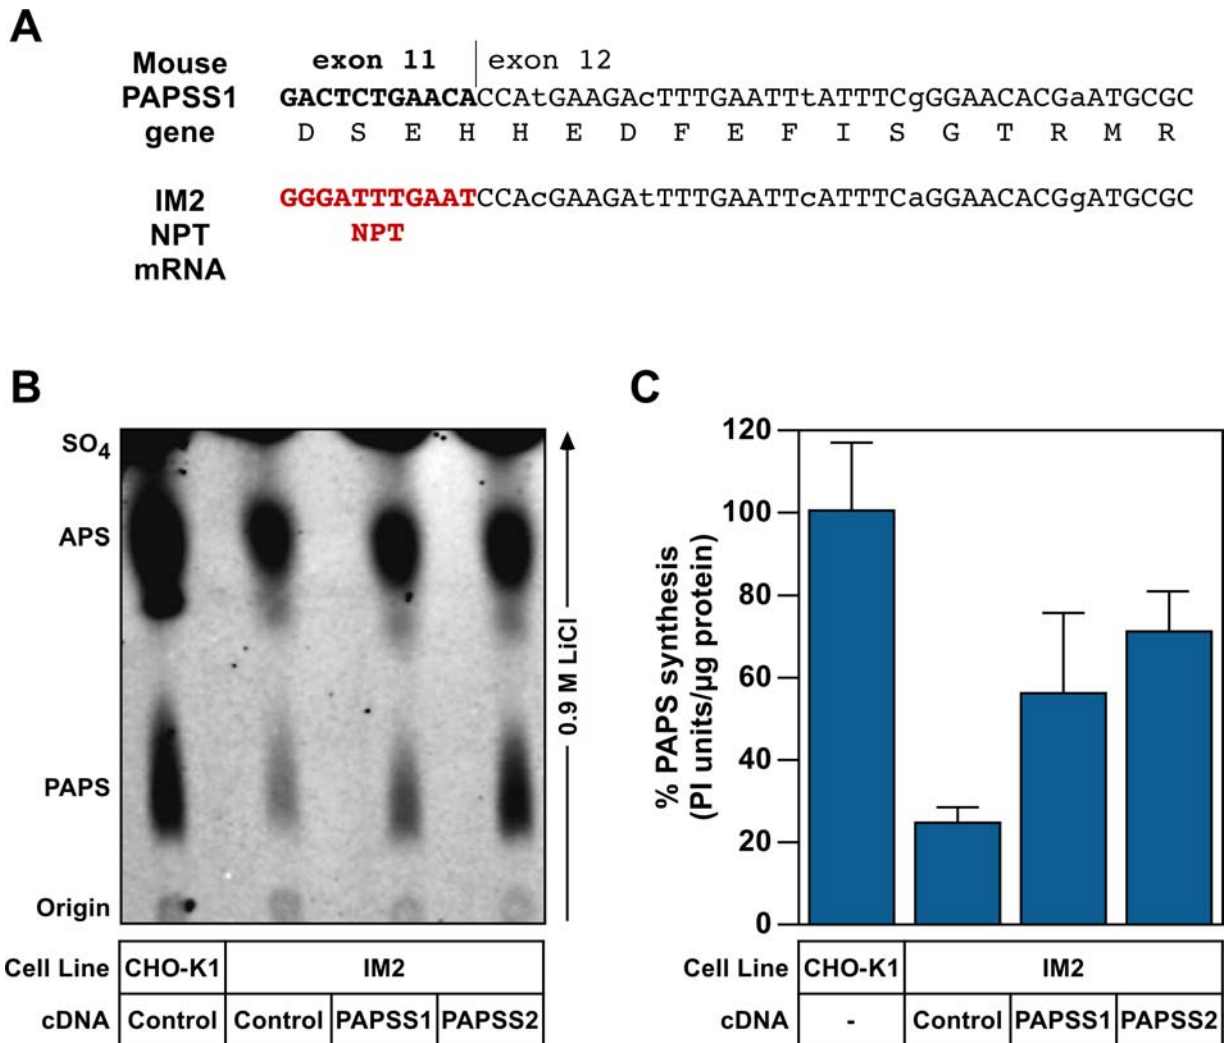 A
Mouse PAPSS1 gene
exon 11 exon 12
GACTCTGAACACCAtGAAGAcTTTGAATTtATTTCgGGAACACGaATGCGC
D S E H H E D F E F I S G T R M R
IM2 NPT mRNA
GGGATTTGAATCCAcGAAGAtTTTGAATTcATTTCaGGAACACGgATGCGC
NPT
B
SO4
APS
PAPS
Origin
0.9 M LiCl
Cell Line CHO-K1 IM2
cDNA Control Control PAPSS1 PAPSS2
C
% PAPS synthesis
(PI units/µg protein)
120
100
80
60
40
20
0
Cell Line CHO-K1 IM2
cDNA - Control PAPSS1 PAPSS2